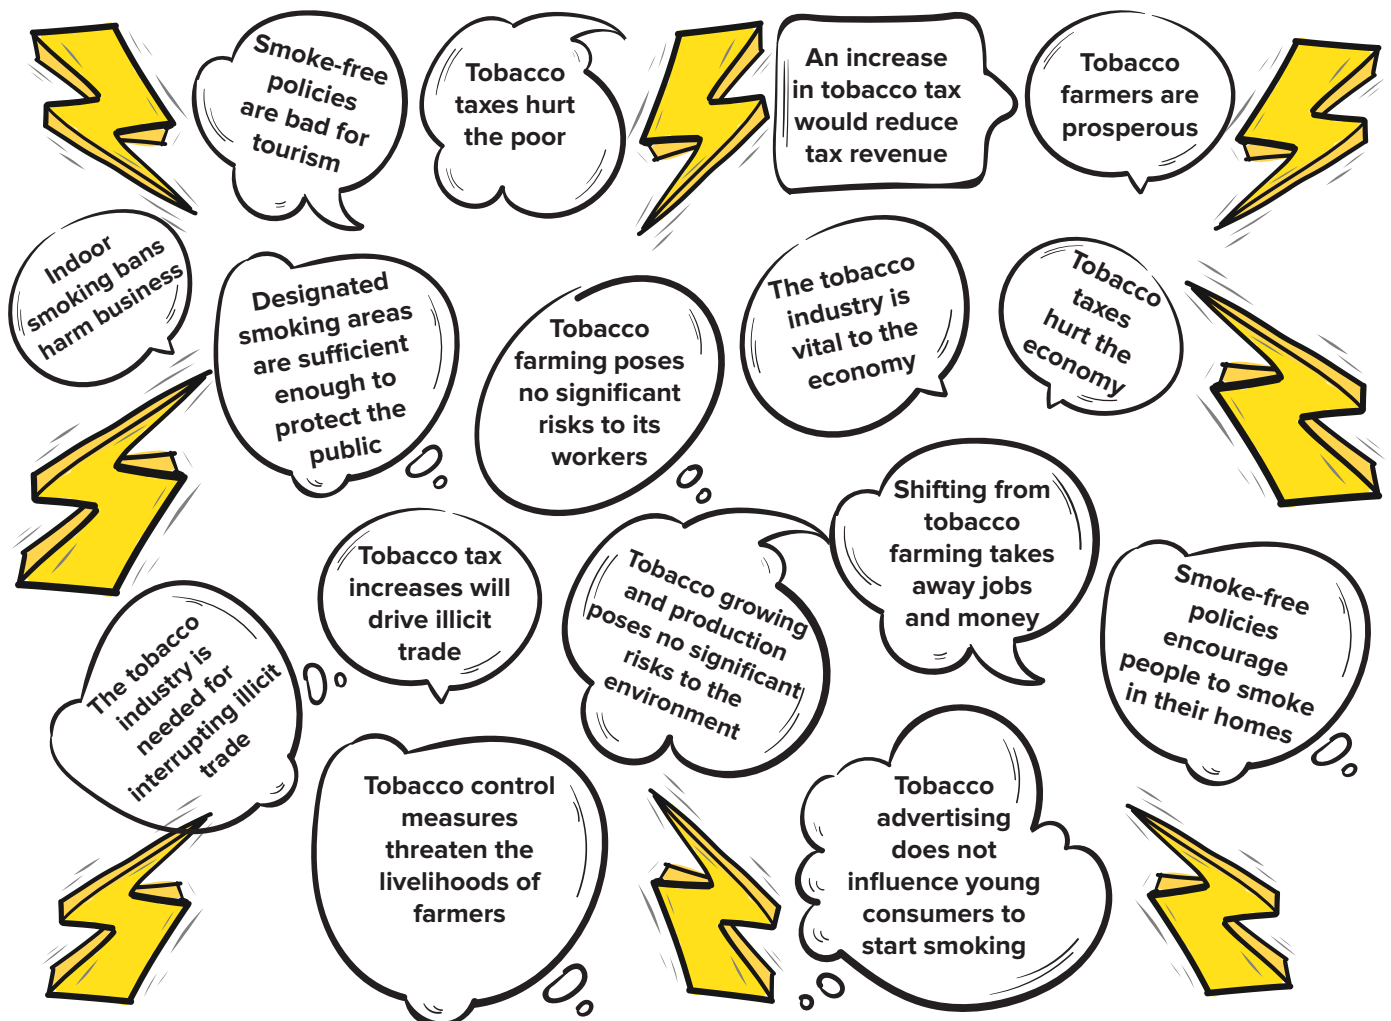 Smoke-free
policies
are bad for
tourism
Tobacco
taxes hurt
the poor
An increase
in tobacco tax
would reduce
tax revenue
Tobacco
farmers are
prosperous
Indoor
smoking bans
harm business
Designated
smoking areas
are sufficient
enough to
protect the
public
Tobacco
farming poses
no significant
risks to its
workers
The tobacco
industry is
vital to the
economy
Tobacco
taxes
hurt the
economy
Shifting from
tobacco
farming takes
away jobs
and money
Tobacco tax
increases will
drive illicit
trade
Tobacco growing
and production
poses no significant
risks to the
environment
Smoke-free
policies
encourage
people to smoke
in their homes
The tobacco
industry is
needed for
interrupting illicit
trade
Tobacco control
measures
threaten the
livelihoods of
farmers
Tobacco
advertising
does not
influence young
consumers to
start smoking